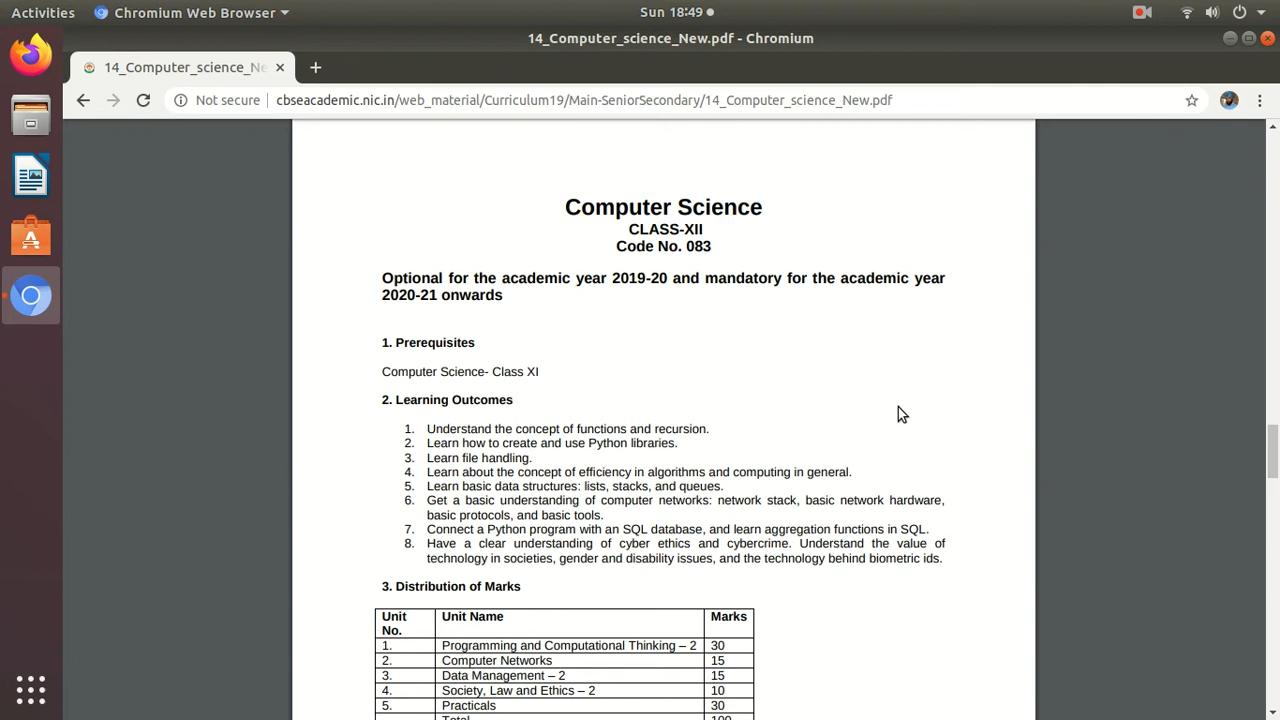 Activities
Chromium Web Browser
Sun 18:49
14_Computer_science_New.pdf - Chromium
14_Computer_science_Ne
Not secure
cbseacademic.nic.in/web_material/Curriculum19/Main-SeniorSecondary/14_Computer_science_New.pdf
Computer Science
CLASS-XII
Code No. 083
Optional for the academic year 2019-20 and mandatory for the academic year
2020-21 onwards
1. Prerequisites
Computer Science- Class XI
2. Learning Outcomes
1. Understand the concept of functions and recursion.
2. Learn how to create and use Python libraries.
3. Learn file handling.
4. Learn about the concept of efficiency in algorithms and computing in general.
5. Learn basic data structures: lists, stacks, and queues.
6. Get a basic understanding of computer networks: network stack, basic network hardware,
basic protocols, and basic tools.
7. Connect a Python program with an SQL database, and learn aggregation functions in SQL.
8. Have a clear understanding of cyber ethics and cybercrime. Understand the value of
technology in societies, gender and disability issues, and the technology behind biometric ids.
3. Distribution of Marks
Unit Unit Name Marks
No.
1. Programming and Computational Thinking – 2 30
2. Computer Networks 15
3. Data Management – 2 15
4. Society, Law and Ethics – 2 10
5. Practicals 30
Total 100